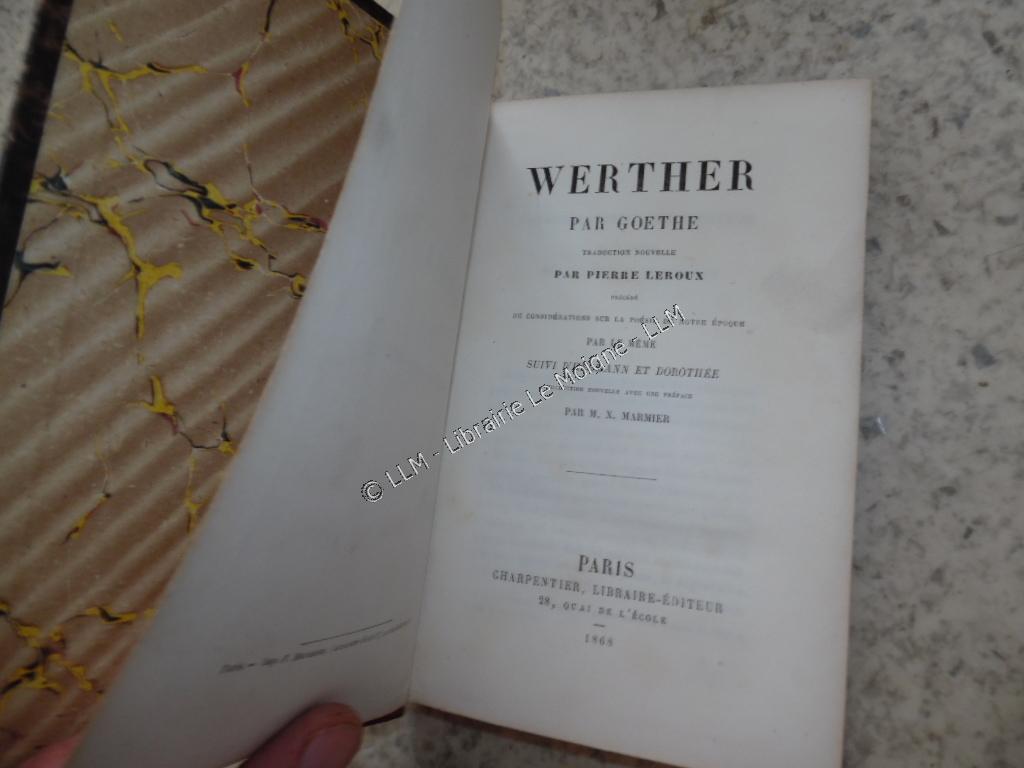 WERTHER
PAR GOETHE
TRADUCTION NOUVELLE
PAR PIERRE LEROUX
PRÉCÉDÉ
DE CONSIDÉRATIONS SUR LA POÉSIE DE NOTRE ÉPOQUE
PAR LE MÊME
SUIVI D'HERMANN ET DOROTHÉE
TRADUCTION NOUVELLE AVEC UNE PRÉFACE
PAR M. X. MARMIER
PARIS
CHARPENTIER, LIBRAIRE-ÉDITEUR
28, QUAI DE L'ÉCOLE
1868
Paris. — Imp.
© LLM - Librairie Le Moigne LLM